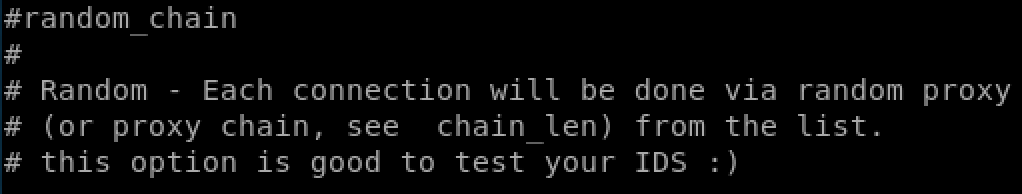 #random_chain
#
# Random - Each connection will be done via random proxy
# (or proxy chain, see  chain_len) from the list.
# this option is good to test your IDS :)